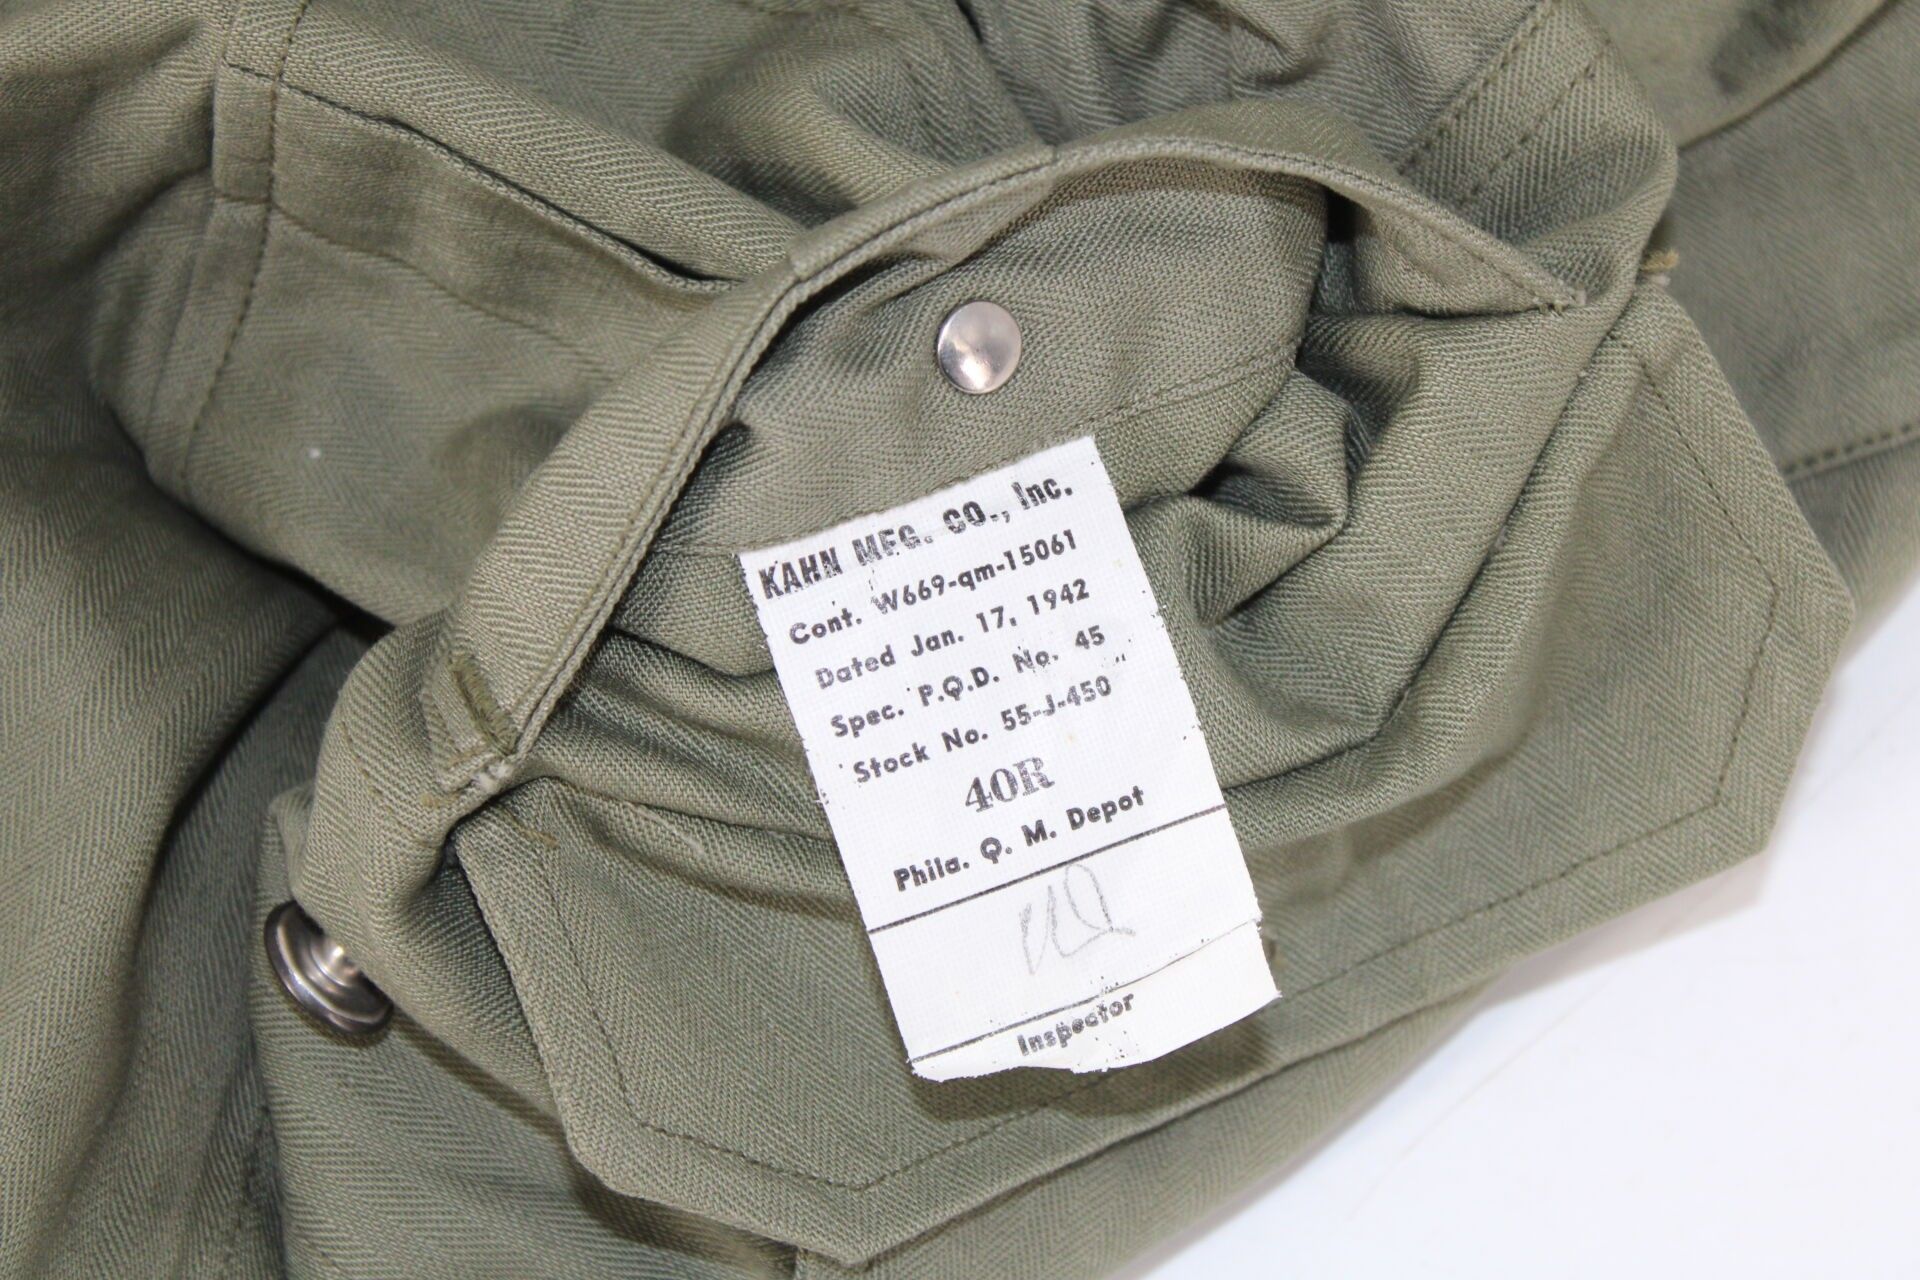 KAHN MFG. CO., Inc.
Cont. W669-qm-15061
Dated Jan. 17, 1942
Spec. P.Q.D. No. 45
Stock No. 55-J-450
40R
Phila. Q. M. Depot
Inspector